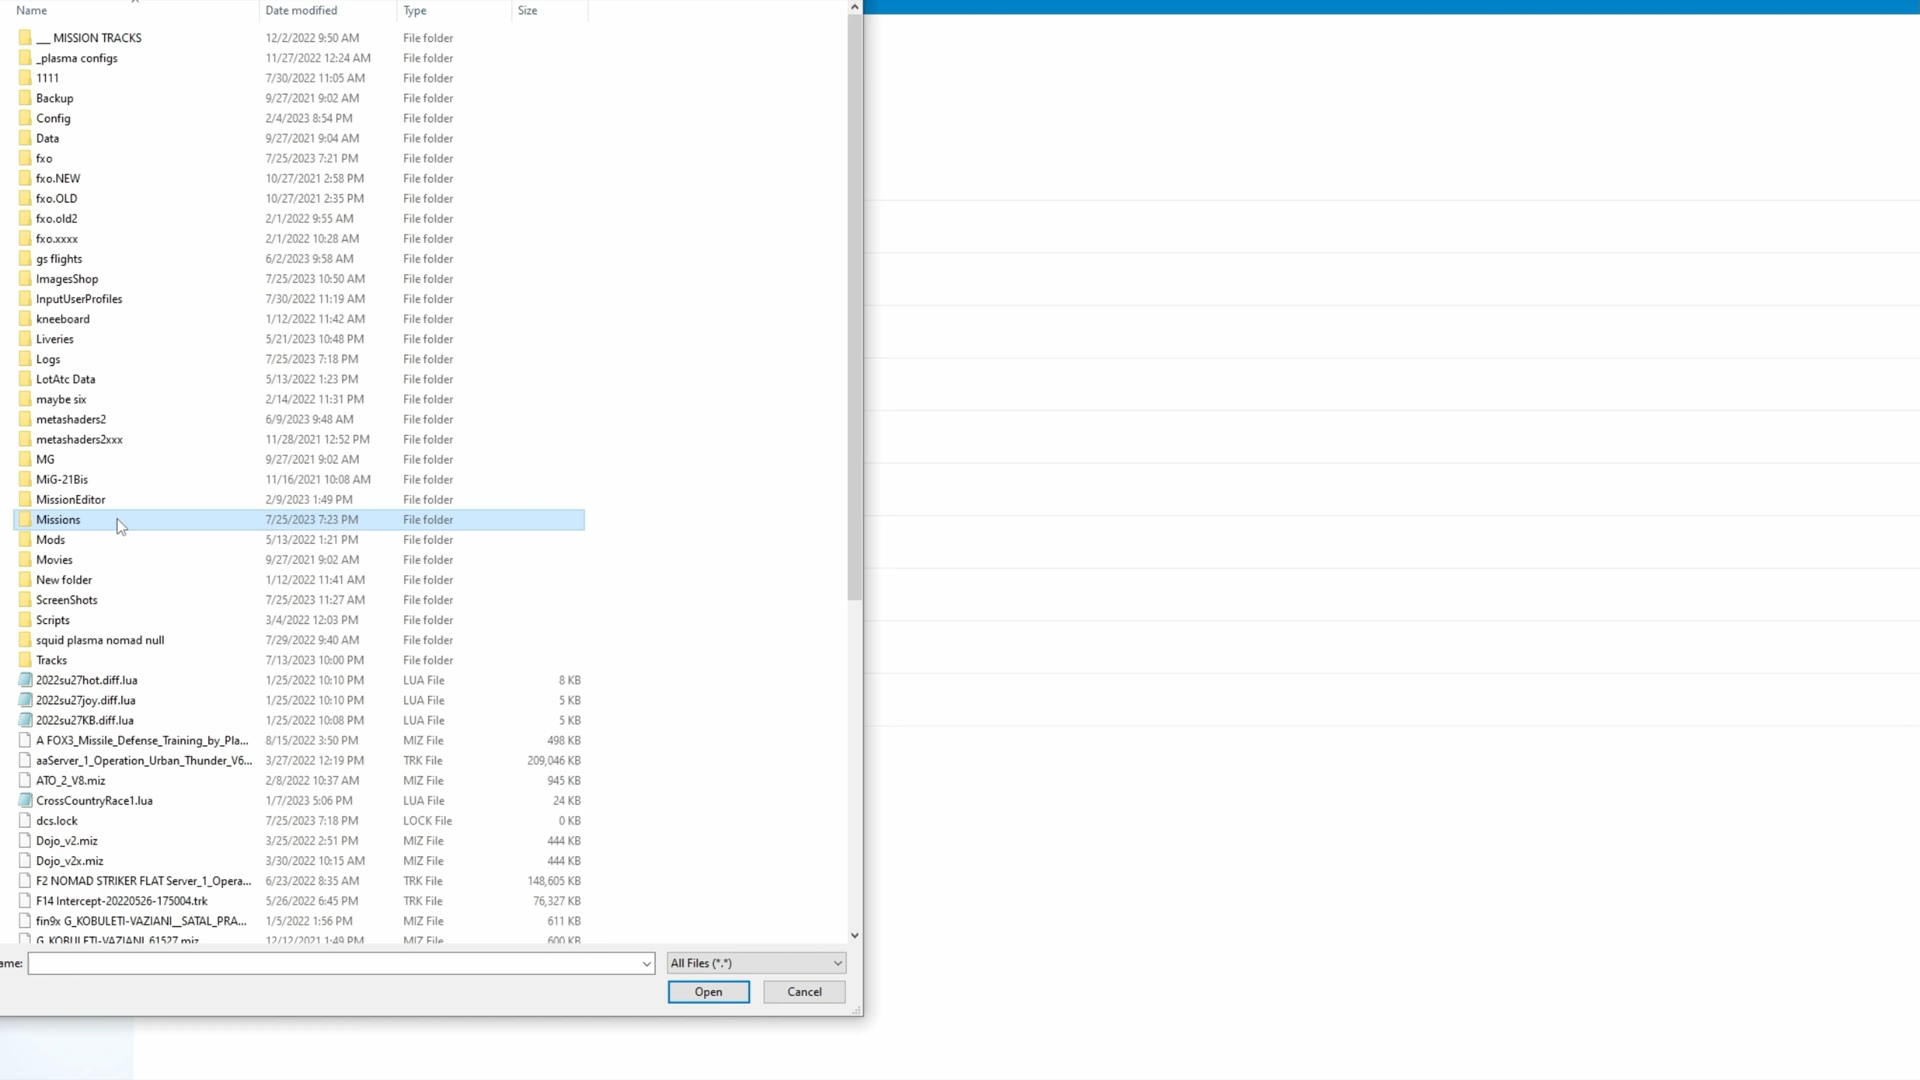 Name Date modified Type Size
___ MISSION TRACKS 12/2/2022 9:50 AM File folder
_plasma configs 11/27/2022 12:24 AM File folder
1111 7/30/2022 11:05 AM File folder
Backup 9/27/2021 9:02 AM File folder
Config 2/4/2023 8:54 PM File folder
Data 9/27/2021 9:04 AM File folder
fxo 7/25/2023 7:21 PM File folder
fxo.NEW 10/27/2021 2:58 PM File folder
fxo.OLD 10/27/2021 2:35 PM File folder
fxo.old2 2/1/2022 9:55 AM File folder
fxo.xxxx 2/1/2022 10:28 AM File folder
gs flights 6/2/2023 9:58 AM File folder
ImagesShop 7/25/2023 10:50 AM File folder
InputUserProfiles 7/30/2022 11:19 AM File folder
kneeboard 1/12/2022 11:42 AM File folder
Liveries 5/21/2023 10:48 PM File folder
Logs 7/25/2023 7:18 PM File folder
LotAtc Data 5/13/2022 1:23 PM File folder
maybe six 2/14/2022 11:31 PM File folder
metashaders2 6/9/2023 9:48 AM File folder
metashaders2xxx 11/28/2021 12:52 PM File folder
MG 9/27/2021 9:02 AM File folder
MiG-21Bis 11/16/2021 10:08 AM File folder
MissionEditor 2/9/2023 1:49 PM File folder
Missions 7/25/2023 7:23 PM File folder
Mods 5/13/2022 1:21 PM File folder
Movies 9/27/2021 9:02 AM File folder
New folder 1/12/2022 11:41 AM File folder
ScreenShots 7/25/2023 11:27 AM File folder
Scripts 3/4/2022 12:03 PM File folder
squid plasma nomad null 7/29/2022 9:40 AM File folder
Tracks 7/13/2023 10:00 PM File folder
2022su27hot.diff.lua 1/25/2022 10:10 PM LUA File 8 KB
2022su27joy.diff.lua 1/25/2022 10:10 PM LUA File 5 KB
2022su27KB.diff.lua 1/25/2022 10:08 PM LUA File 5 KB
A FOX3_Missile_Defense_Training_by_Pla... 8/15/2022 3:50 PM MIZ File 498 KB
aaServer_1_Operation_Urban_Thunder_V6... 3/27/2022 12:19 PM TRK File 209,046 KB
ATO_2_V8.miz 2/8/2022 10:37 AM MIZ File 945 KB
CrossCountryRace1.lua 1/7/2023 5:06 PM LUA File 24 KB
dcs.lock 7/25/2023 7:18 PM LOCK File 0 KB
Dojo_v2.miz 3/25/2022 2:51 PM MIZ File 444 KB
Dojo_v2x.miz 3/30/2022 10:15 AM MIZ File 444 KB
F2 NOMAD STRIKER FLAT Server_1_Opera... 6/23/2022 8:35 AM TRK File 148,605 KB
F14 Intercept-20220526-175004.trk 5/26/2022 6:45 PM TRK File 76,327 KB
fin9x G_KOBULETI-VAZIANI__SATAL_PRA... 1/5/2022 1:56 PM MIZ File 611 KB
G_KOBULETI-VAZIANI_61527.miz 12/12/2021 1:49 PM MIZ File 600 KB
ame: All Files (*.*)
Open Cancel